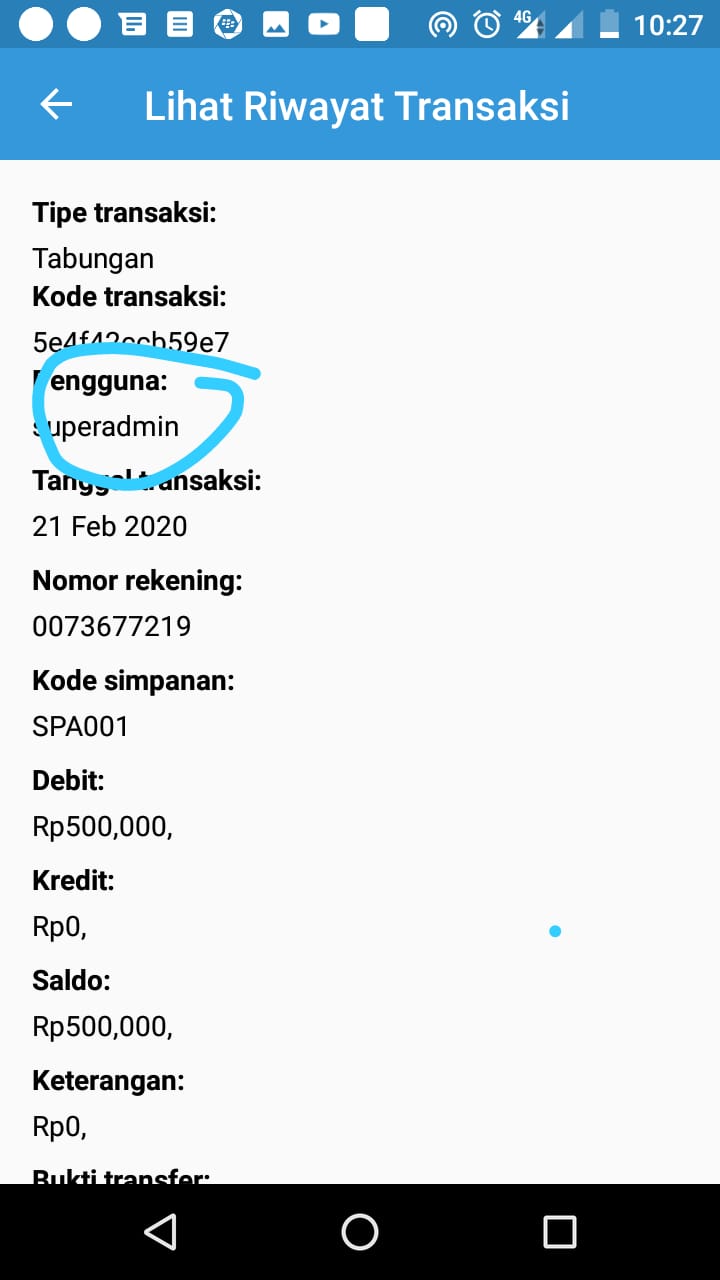 4G 10:27
Lihat Riwayat Transaksi
Tipe transaksi:
Tabungan
Kode transaksi:
5e4f42ccb59e7
Pengguna:
superadmin
Tanggal transaksi:
21 Feb 2020
Nomor rekening:
0073677219
Kode simpanan:
SPA001
Debit:
Rp500,000,
Kredit:
Rp0,
Saldo:
Rp500,000,
Keterangan:
Rp0,
Bukti transfer: